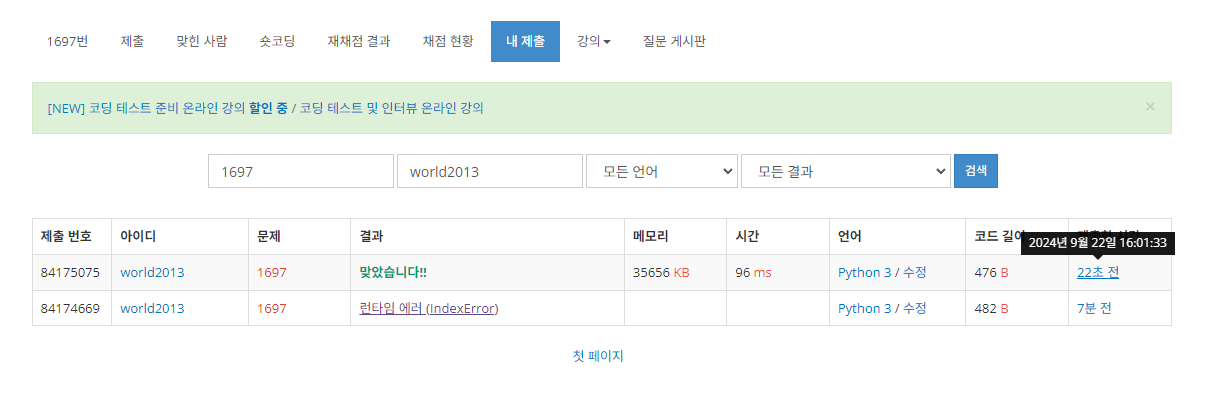 1697번 제출 맞힌 사람 숏코딩 재채점 결과 채점 현황 내 제출 강의 질문 게시판
[NEW] 코딩 테스트 준비 온라인 강의 할인 중 / 코딩 테스트 및 인터뷰 온라인 강의 ×
1697 world2013 모든 언어 모든 결과 검색
제출 번호 아이디 문제 결과 메모리 시간 언어 코드 길이
2024년 9월 22일 16:01:33
84175075 world2013 1697 맞았습니다!! 35656 KB 96 ms Python 3 / 수정 476 B 22초 전
84174669 world2013 1697 런타임 에러 (IndexError) Python 3 / 수정 482 B 7분 전
첫 페이지